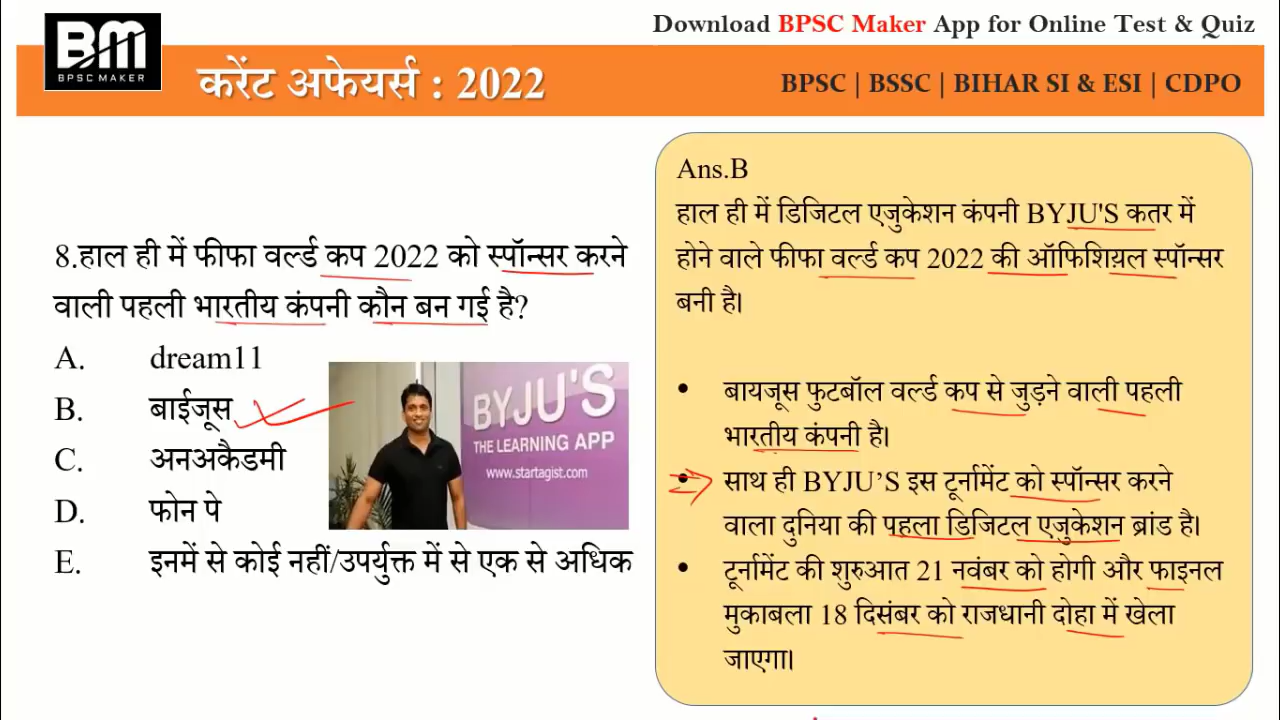 Download BPSC Maker App for Online Test & Quiz
BM
BPSC MAKER
करेंट अफेयर्स : 2022
BPSC | BSSC | BIHAR SI & ESI | CDPO
8.हाल ही में फीफा वर्ल्ड कप 2022 को स्पॉन्सर करने
वाली पहली भारतीय कंपनी कौन बन गई है?
A. dream11
B. बाईजूस
C. अनअकैडमी
D. फोन पे
E. इनमें से कोई नहीं/उपर्युक्त में से एक से अधिक
BYJU'S
THE LEARNING APP
www.startagist.com
Ans.B
हाल ही में डिजिटल एजुकेशन कंपनी BYJU'S कतर में
होने वाले फीफा वर्ल्ड कप 2022 की ऑफिशियल स्पॉन्सर
बनी है।
• बायजूस फुटबॉल वर्ल्ड कप से जुड़ने वाली पहली
भारतीय कंपनी है।
• साथ ही BYJU’S इस टूर्नामेंट को स्पॉन्सर करने
वाला दुनिया की पहला डिजिटल एजुकेशन ब्रांड है।
• टूर्नामेंट की शुरुआत 21 नवंबर को होगी और फाइनल
मुकाबला 18 दिसंबर को राजधानी दोहा में खेला
जाएगा।